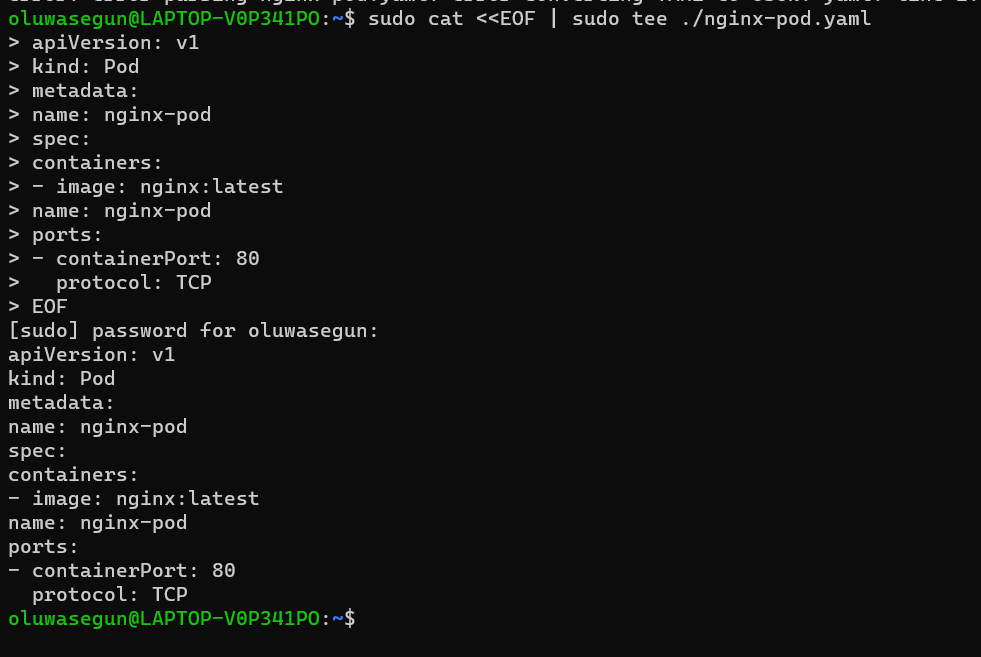 oluwasegun@LAPTOP-V0P341PO:~$ sudo cat <<EOF | sudo tee ./nginx-pod.yaml
> apiVersion: v1
> kind: Pod
> metadata:
> name: nginx-pod
> spec:
> containers:
> - image: nginx:latest
> name: nginx-pod
> ports:
> - containerPort: 80
>   protocol: TCP
> EOF
[sudo] password for oluwasegun:
apiVersion: v1
kind: Pod
metadata:
name: nginx-pod
spec:
containers:
- image: nginx:latest
name: nginx-pod
ports:
- containerPort: 80
  protocol: TCP
oluwasegun@LAPTOP-V0P341PO:~$